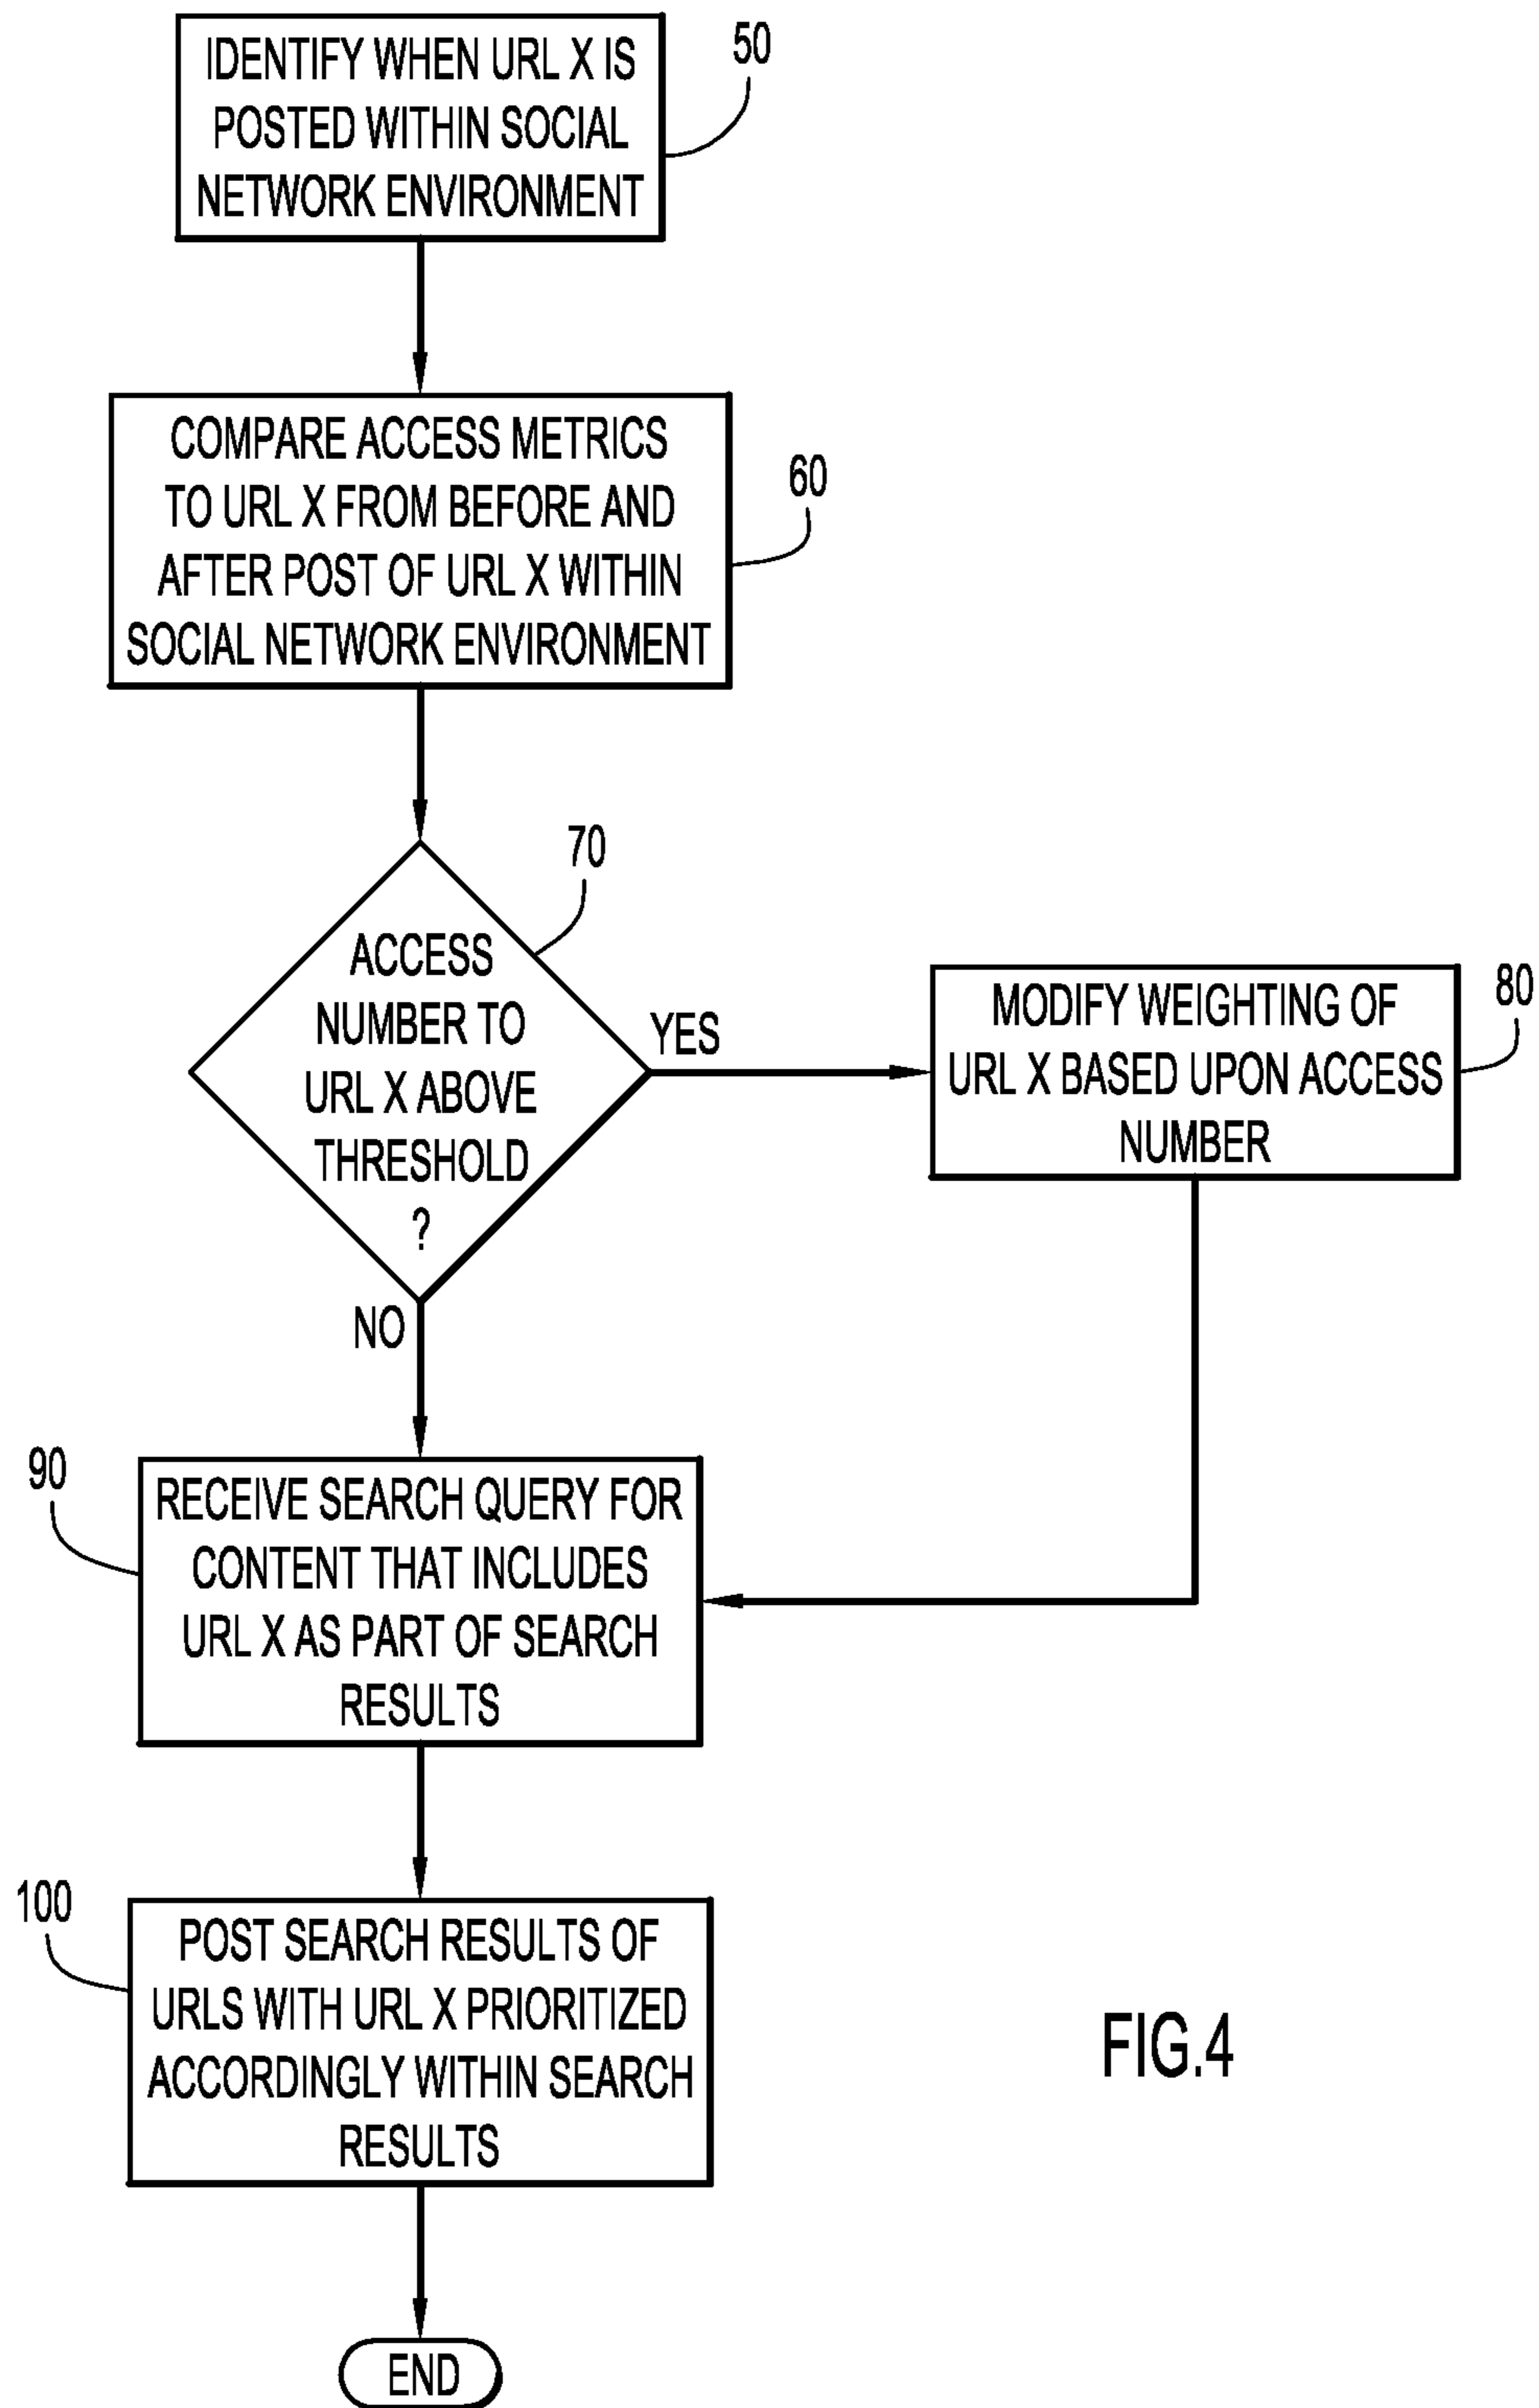 IDENTIFY WHEN URL X IS
POSTED WITHIN SOCIAL
NETWORK ENVIRONMENT
50
COMPARE ACCESS METRICS
TO URL X FROM BEFORE AND
AFTER POST OF URL X WITHIN
SOCIAL NETWORK ENVIRONMENT
60
70
ACCESS
NUMBER TO
URL X ABOVE
THRESHOLD
?
YES
NO
MODIFY WEIGHTING OF
URL X BASED UPON ACCESS
NUMBER
80
90
RECEIVE SEARCH QUERY FOR
CONTENT THAT INCLUDES
URL X AS PART OF SEARCH
RESULTS
100
POST SEARCH RESULTS OF
URLS WITH URL X PRIORITIZED
ACCORDINGLY WITHIN SEARCH
RESULTS
FIG.4
END